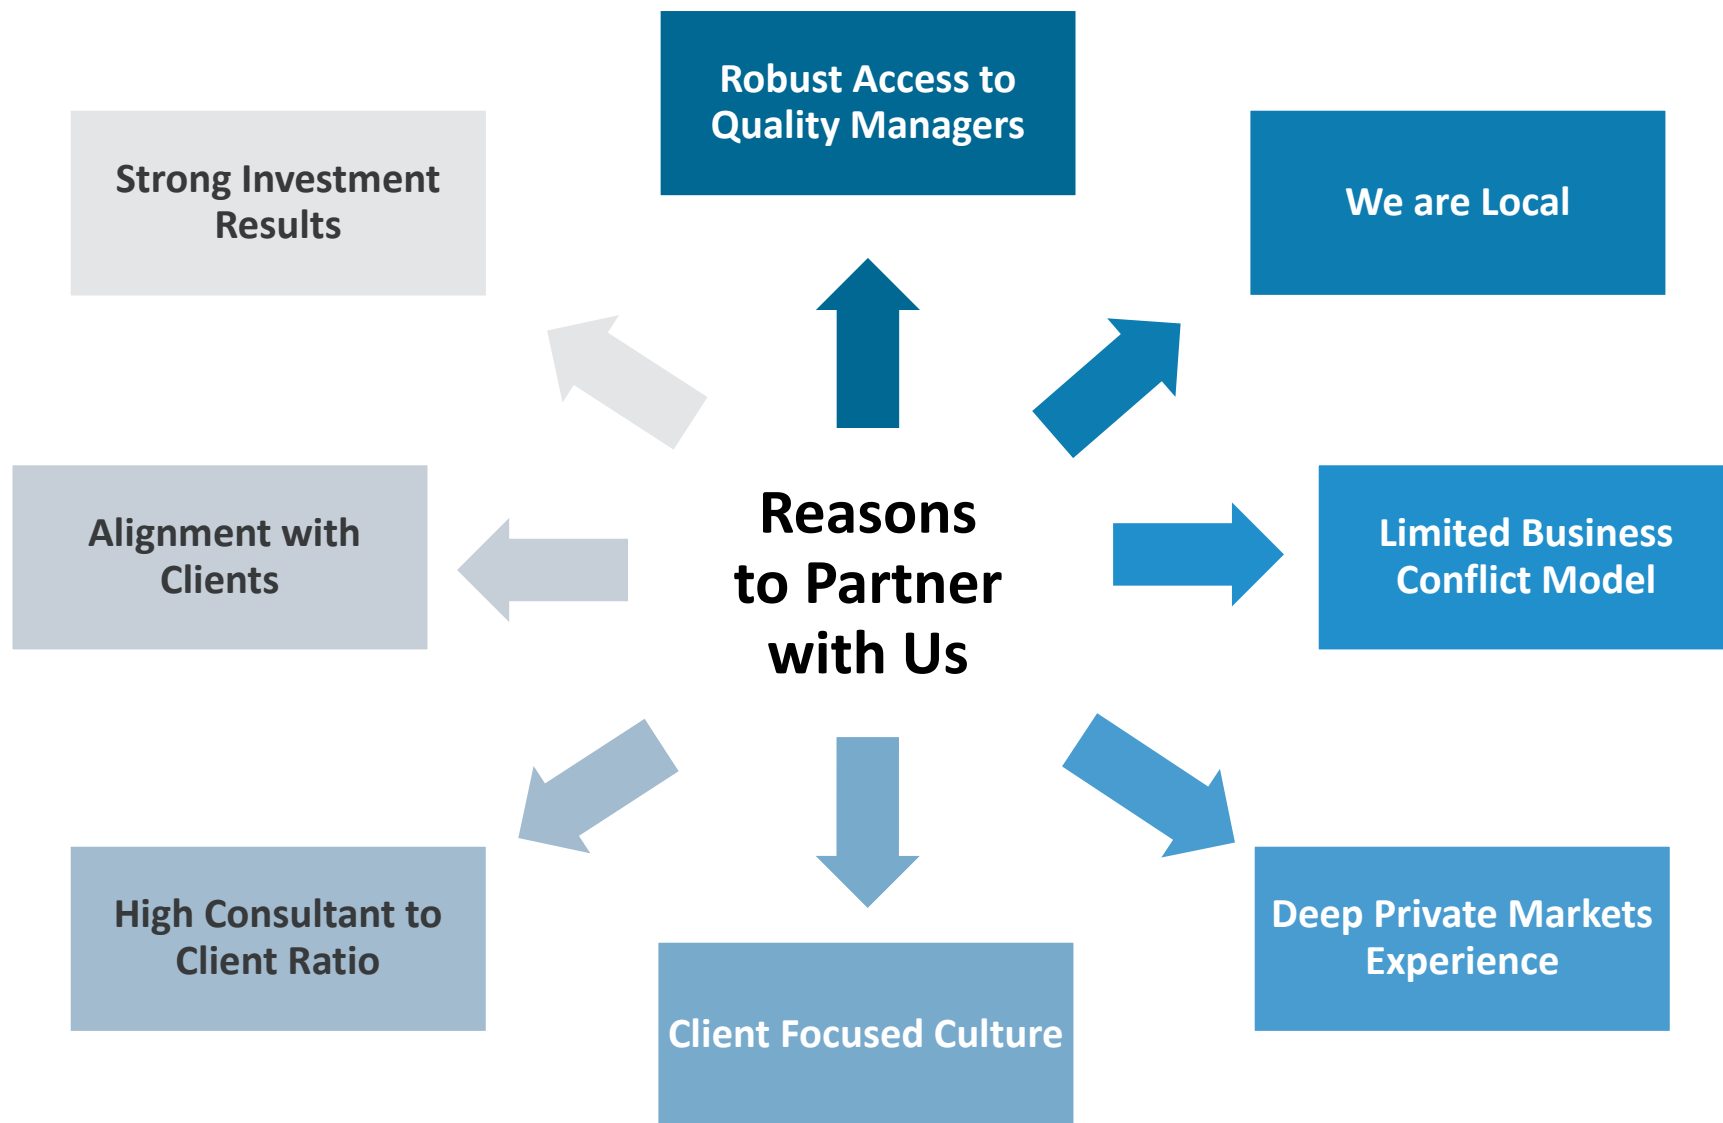 Robust Access to
Quality Managers
We are Local
Limited Business
Conflict Model
Deep Private Markets
Experience
Client Focused Culture
High Consultant to
Client Ratio
Alignment with
Clients
Strong Investment
Results
Reasons
to Partner
with Us